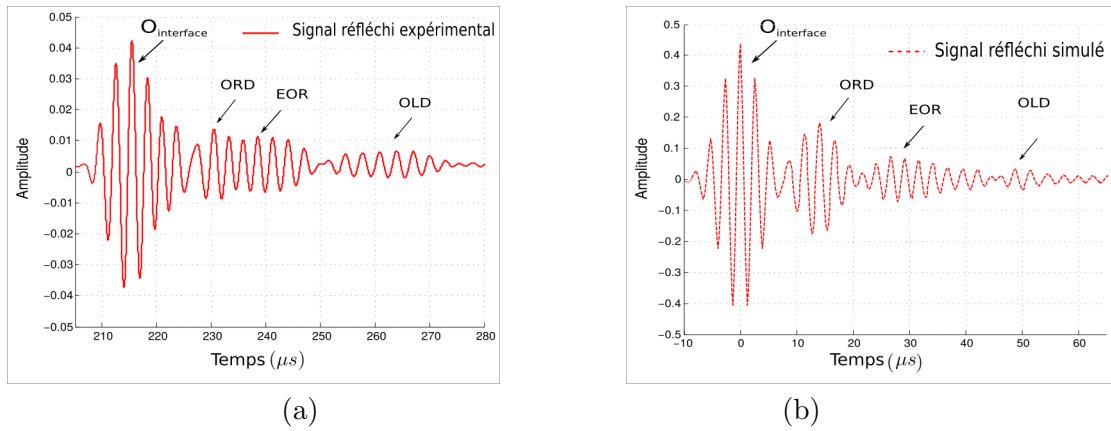 O interface
Signal réfléchi expérimental
ORD
EOR
OLD
Amplitude
0.05
0.04
0.03
0.02
0.01
0
−0.01
−0.02
−0.03
−0.04
−0.05
210 220 230 240 250 260 270 280
Temps (μs)
(a)
O interface
Signal réfléchi simulé
ORD
EOR
OLD
Amplitude
0.5
0.4
0.3
0.2
0.1
0
−0.1
−0.2
−0.3
−0.4
−0.5
−10 0 10 20 30 40 50 60
Temps (μs)
(b)